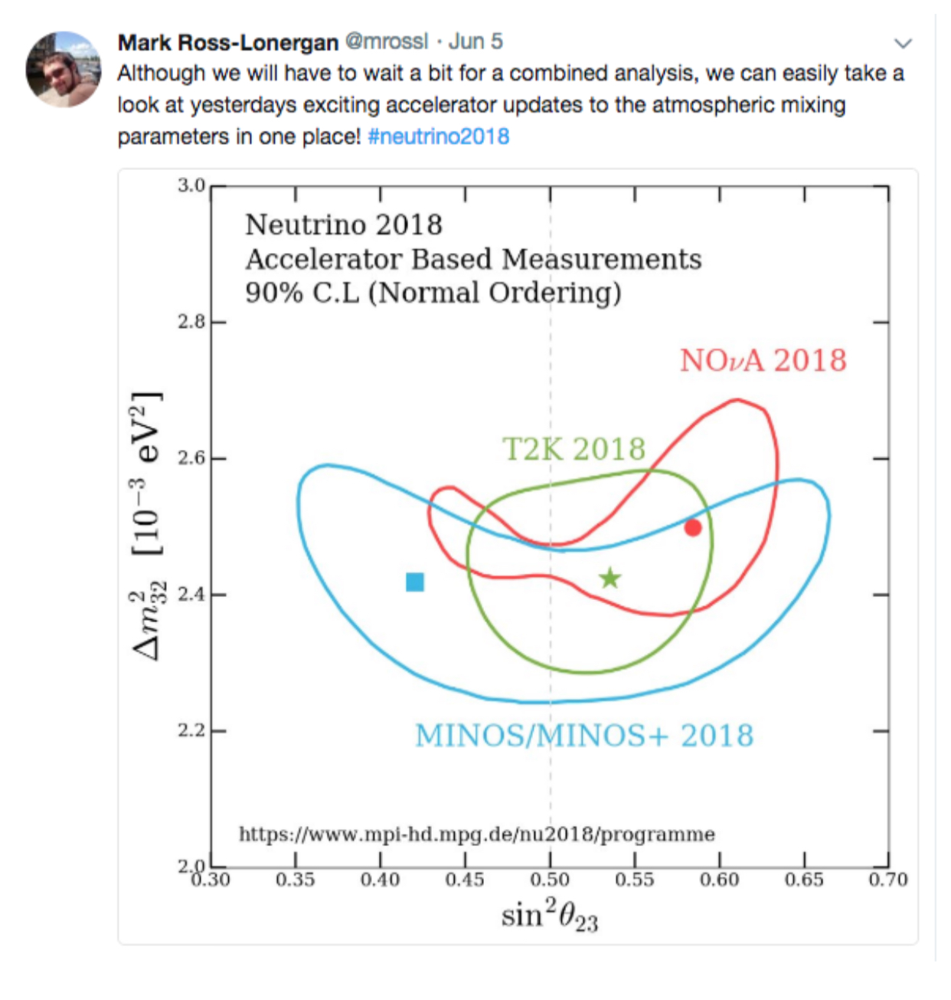 Mark Ross-Lonergan @mrossl · Jun 5
Although we will have to wait a bit for a combined analysis, we can easily take a
look at yesterdays exciting accelerator updates to the atmospheric mixing
parameters in one place! #neutrino2018
3.0
Neutrino 2018
Accelerator Based Measurements
90% C.L (Normal Ordering)
2.8
NOνA 2018
T2K 2018
2.6
Δm²₃₂ [10⁻³ eV²]
2.4
2.2
MINOS/MINOS+ 2018
https://www.mpi-hd.mpg.de/nu2018/programme
2.0
0.30 0.35 0.40 0.45 0.50 0.55 0.60 0.65 0.70
sin²θ₂₃